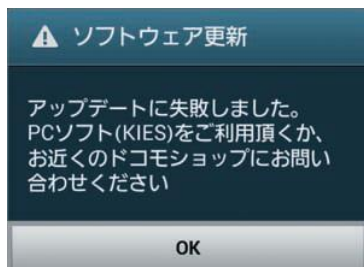 ソフトウェア更新
アップデートに失敗しました。
PCソフト(KIES)をご利用頂くか、
お近くのドコモショップにお問い
合わせください
OK